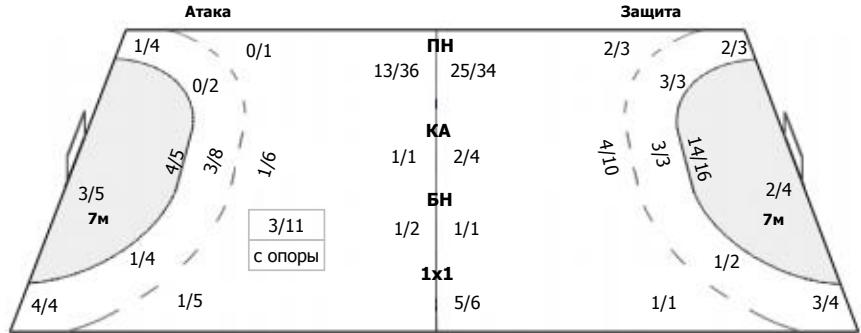 Атака Защита
1/4 0/1 ПН 2/3 2/3
13/36 25/34
0/2 3/3
КА
4/5 3/8 1/6 1/1 2/4 4/10 3/3 14/16
3/5 2/4
БН
7м 7м
3/11 1/2 1/1
с опоры
1/4 1/2
1х1
4/4 1/5 5/6 1/1 3/4